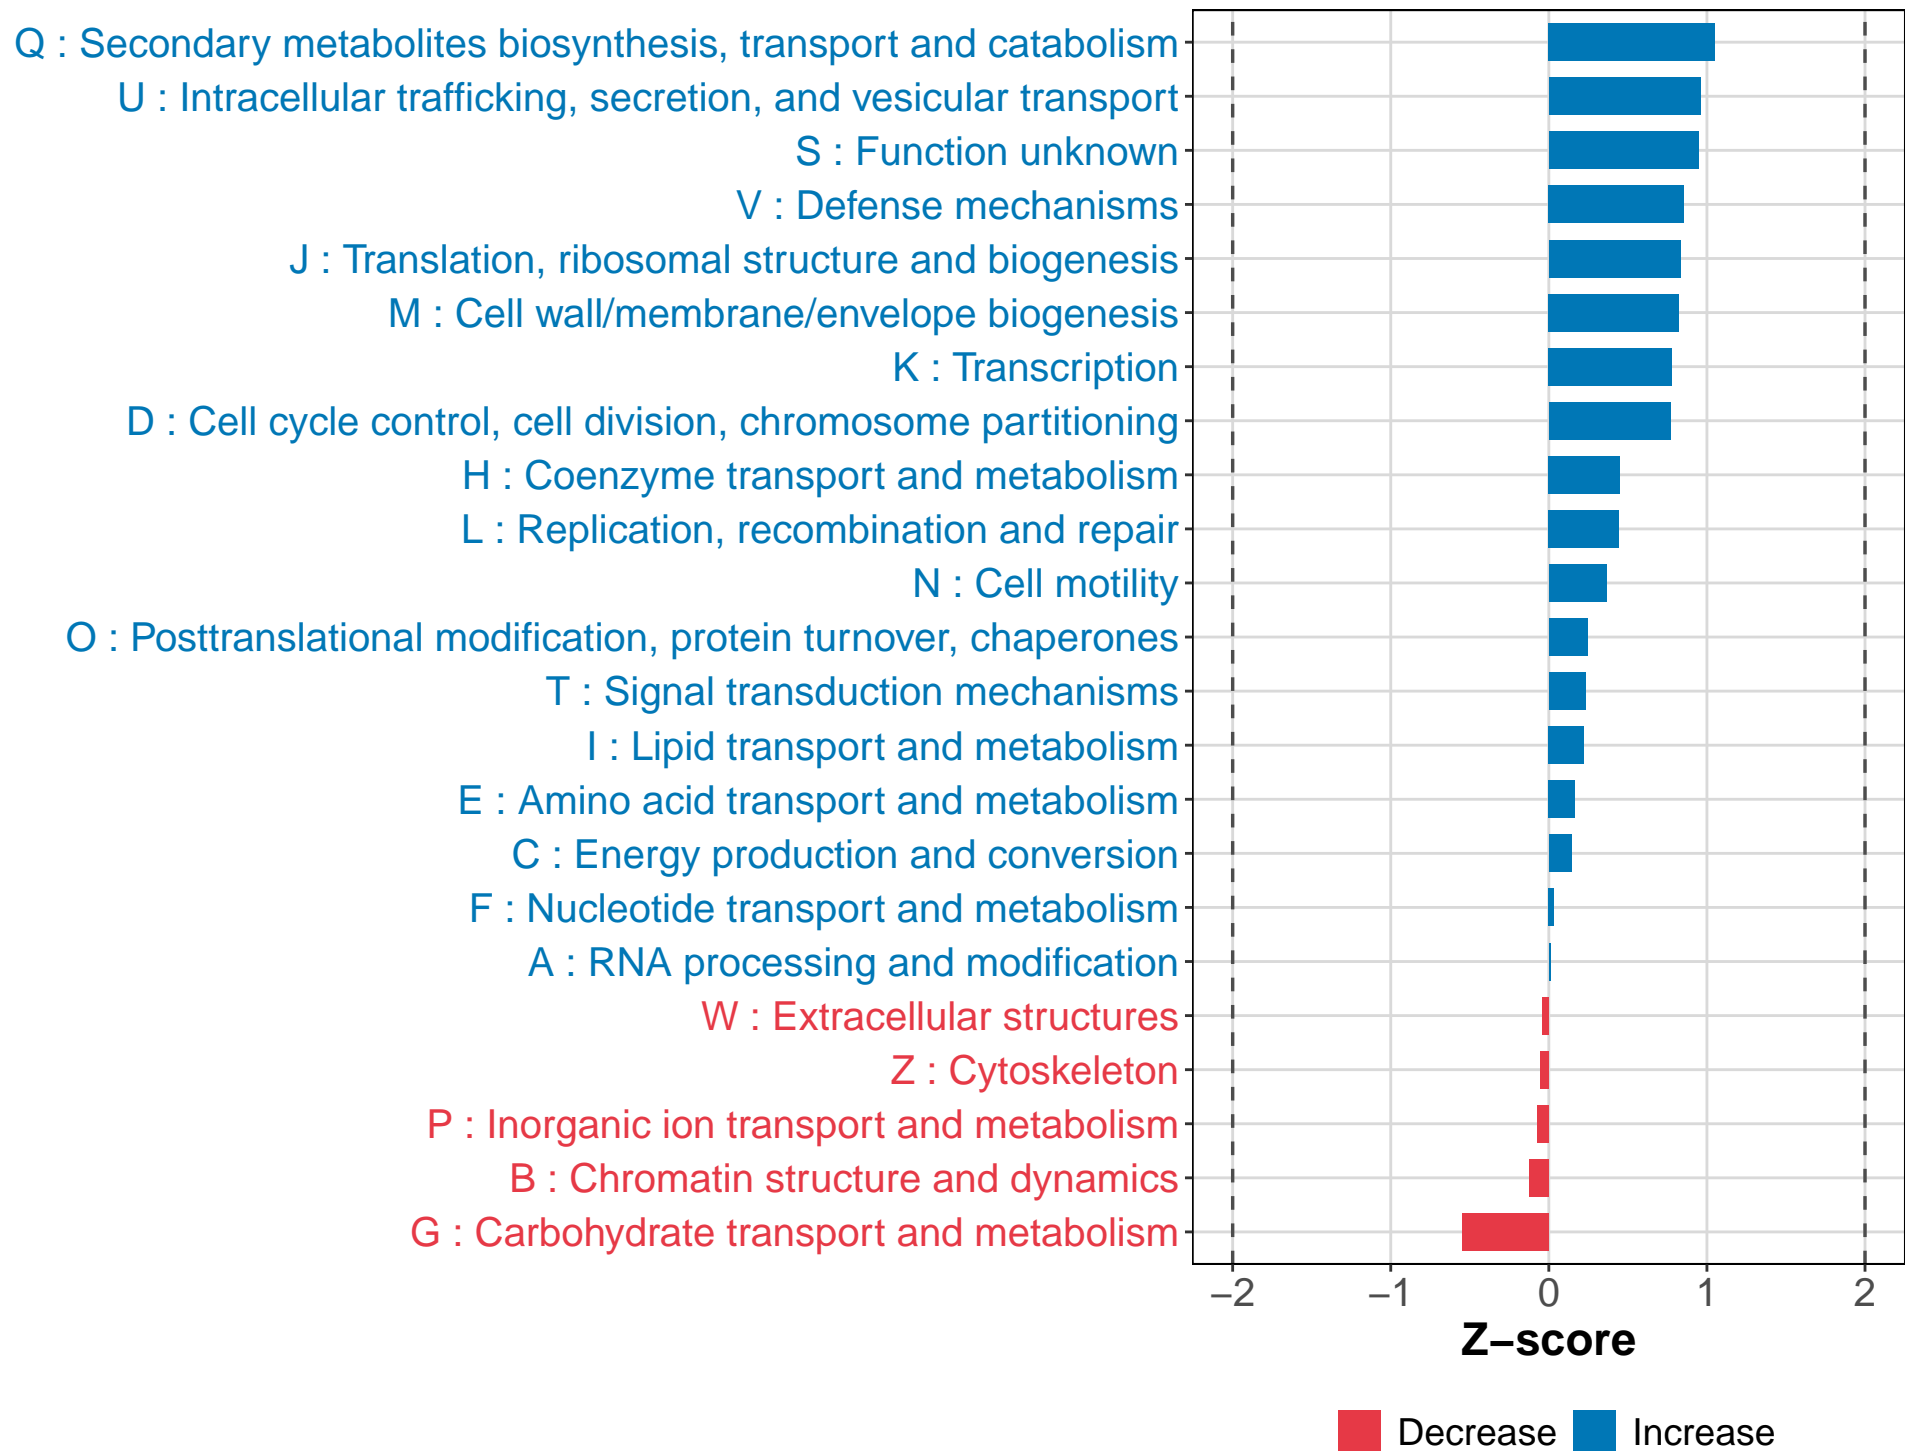 Q : Secondary metabolites biosynthesis, transport and catabolism
U : Intracellular trafficking, secretion, and vesicular transport
S : Function unknown
V : Defense mechanisms
J : Translation, ribosomal structure and biogenesis
M : Cell wall/membrane/envelope biogenesis
K : Transcription
D : Cell cycle control, cell division, chromosome partitioning
H : Coenzyme transport and metabolism
L : Replication, recombination and repair
N : Cell motility
O : Posttranslational modification, protein turnover, chaperones
T : Signal transduction mechanisms
I : Lipid transport and metabolism
E : Amino acid transport and metabolism
C : Energy production and conversion
F : Nucleotide transport and metabolism
A : RNA processing and modification
W : Extracellular structures
Z : Cytoskeleton
P : Inorganic ion transport and metabolism
B : Chromatin structure and dynamics
G : Carbohydrate transport and metabolism
−2 −1 0 1 2
Z−score
Decrease Increase